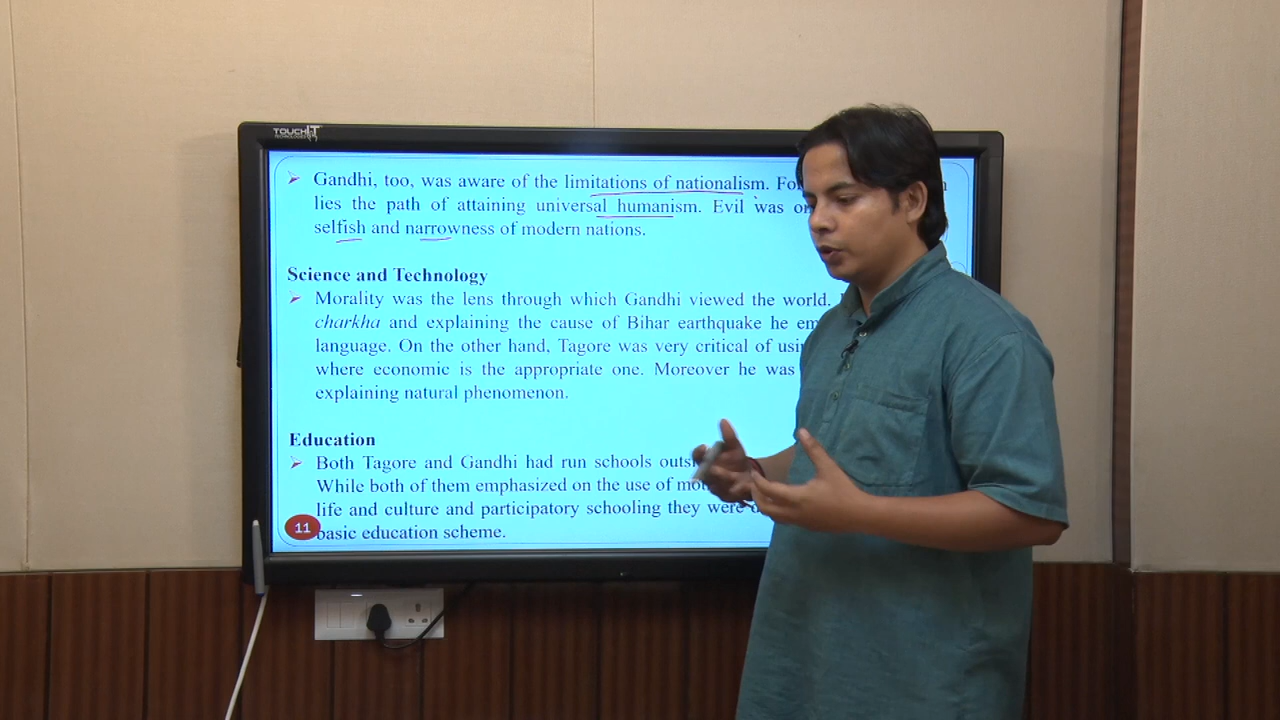 TOUCHIT
TECHNOLOGIES
Gandhi, too, was aware of the limitations of nationalism.
lies the path of attaining universal humanism. Evil was
selfish and narrowness of modern nations.
Science and Technology
Morality was the lens through which Gandhi viewed the world.
charkha and explaining the cause of Bihar earthquake he
language. On the other hand, Tagore was very critical of
where economic is the appropriate one. Moreover he was
explaining natural phenomenon.
Education
Both Tagore and Gandhi had run schools
While both of them emphasized on the use of
life and culture and participatory schooling they were
basic education scheme.
11